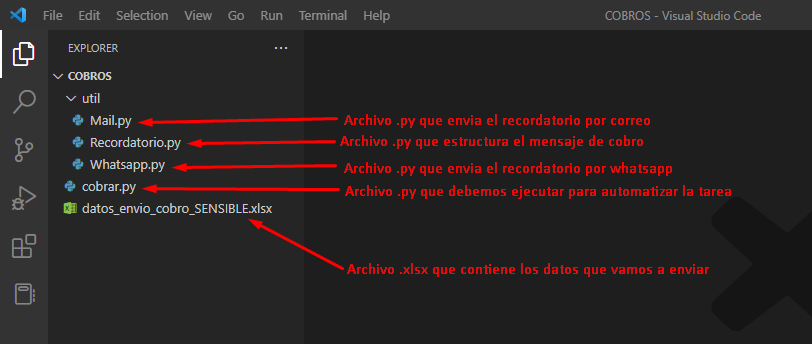 File Edit Selection View Go Run Terminal Help COBROS - Visual Studio Code
EXPLORER ...
COBROS
util
Mail.py Archivo .py que envia el recordatorio por correo
Recordatorio.py Archivo .py que estructura el mensaje de cobro
Whatsapp.py Archivo .py que envia el recordatorio por whatsapp
cobrar.py Archivo .py que debemos ejecutar para automatizar la tarea
datos_envio_cobro_SENSIBLE.xlsx
Archivo .xlsx que contiene los datos que vamos a enviar